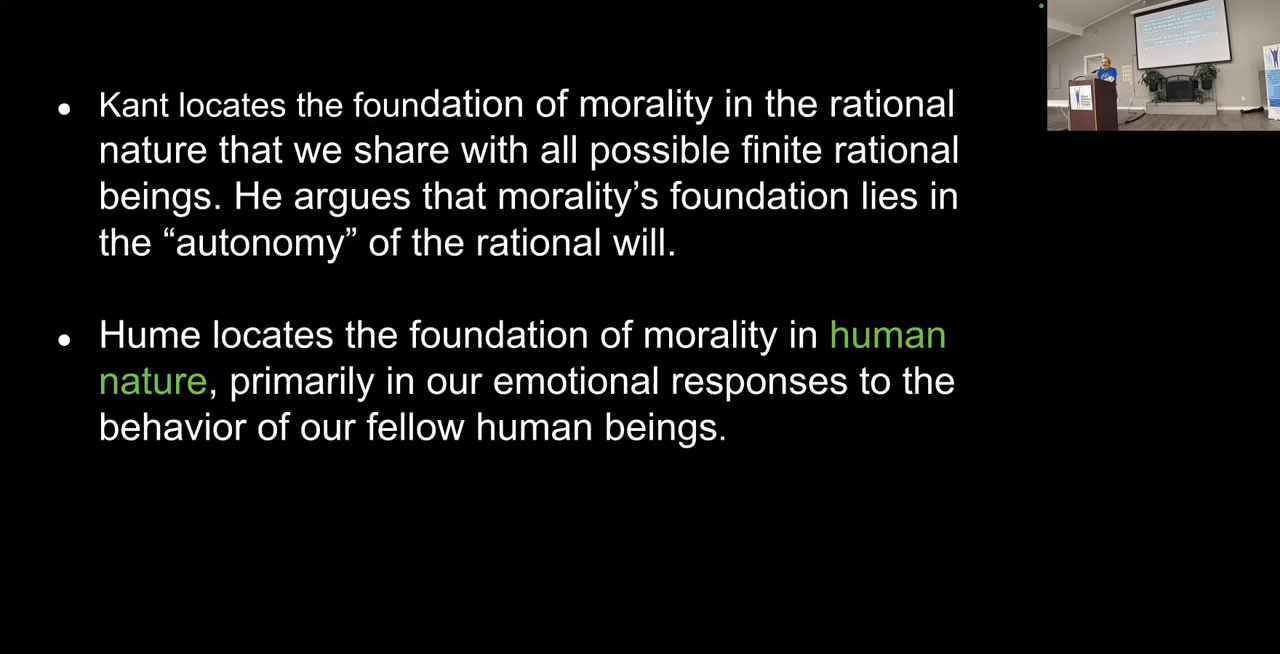 • Kant locates the foundation of morality in the rational
nature that we share with all possible finite rational
beings. He argues that morality’s foundation lies in
the “autonomy” of the rational will.
• Hume locates the foundation of morality in human
nature, primarily in our emotional responses to the
behavior of our fellow human beings.